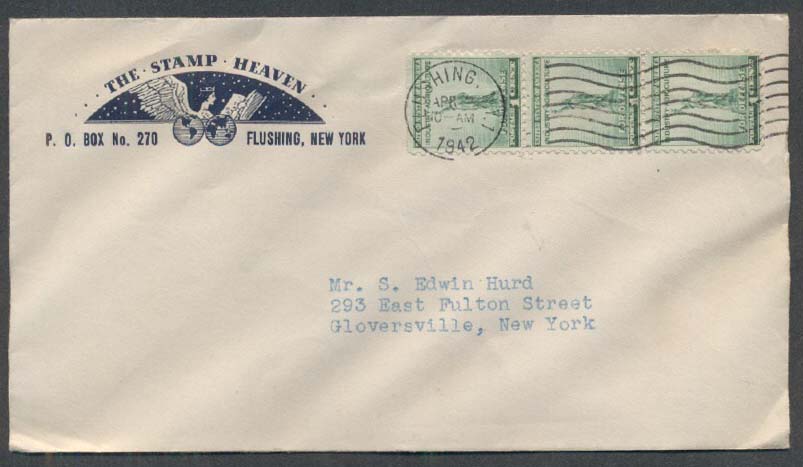 THE · STAMP · HEAVEN
P. O. BOX No. 270 FLUSHING, NEW YORK
APR
10 AM
1942
Mr. S. Edwin Hurd
293 East Fulton Street
Gloversville, New York